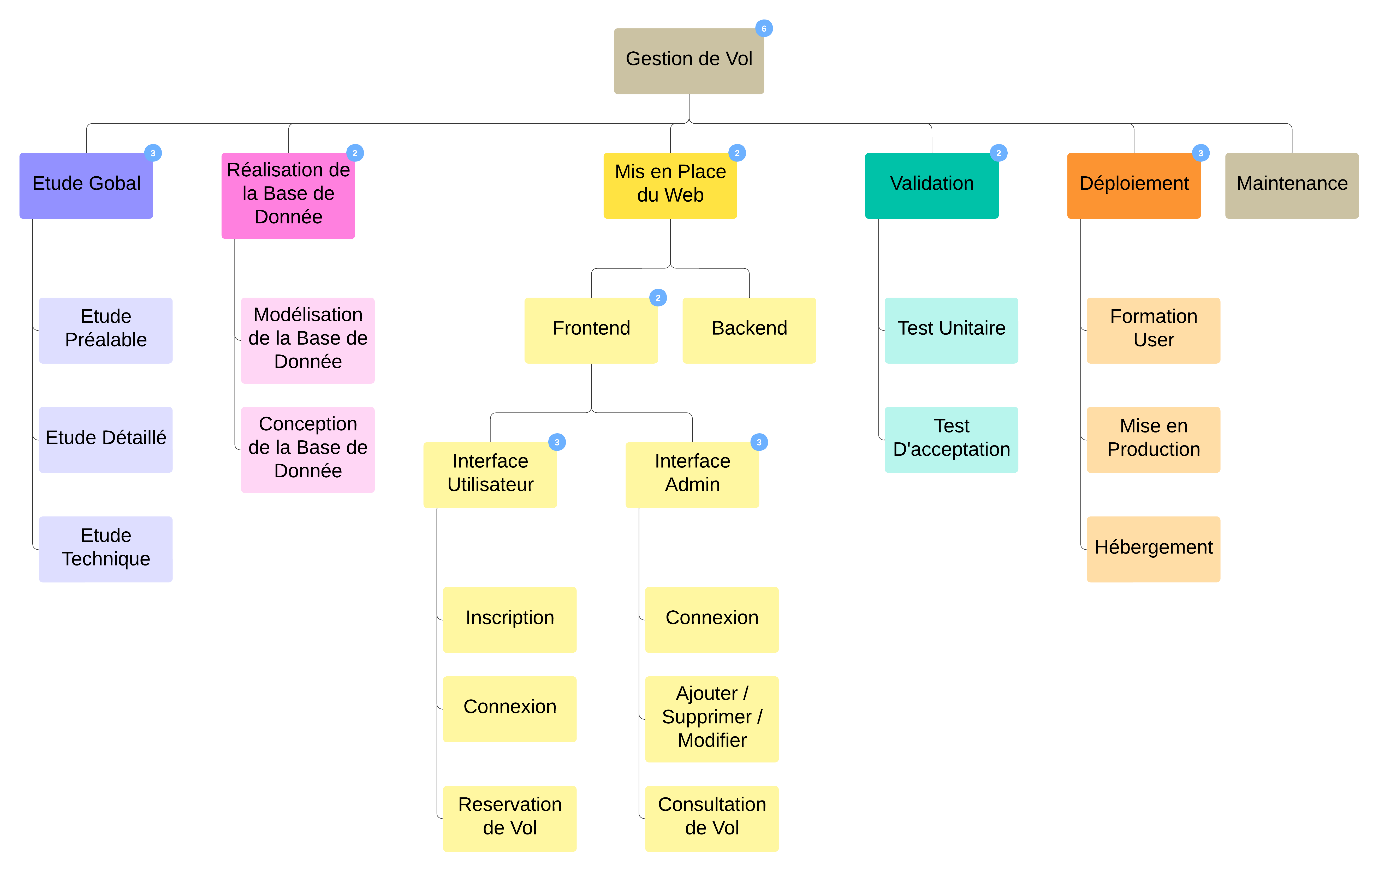 6
Gestion de Vol
3
Etude Gobal
2
Réalisation de
la Base de
Donnée
2
Mis en Place
du Web
2
Validation
3
Déploiement
Maintenance
Etude
Préalable
Etude Détaillé
Etude
Technique
Modélisation
de la Base de
Donnée
Conception
de la Base de
Donnée
2
Frontend
Backend
3
Interface
Utilisateur
3
Interface
Admin
Inscription
Connexion
Reservation
de Vol
Connexion
Ajouter /
Supprimer /
Modifier
Consultation
de Vol
Test Unitaire
Test
D'acceptation
Formation
User
Mise en
Production
Hébergement